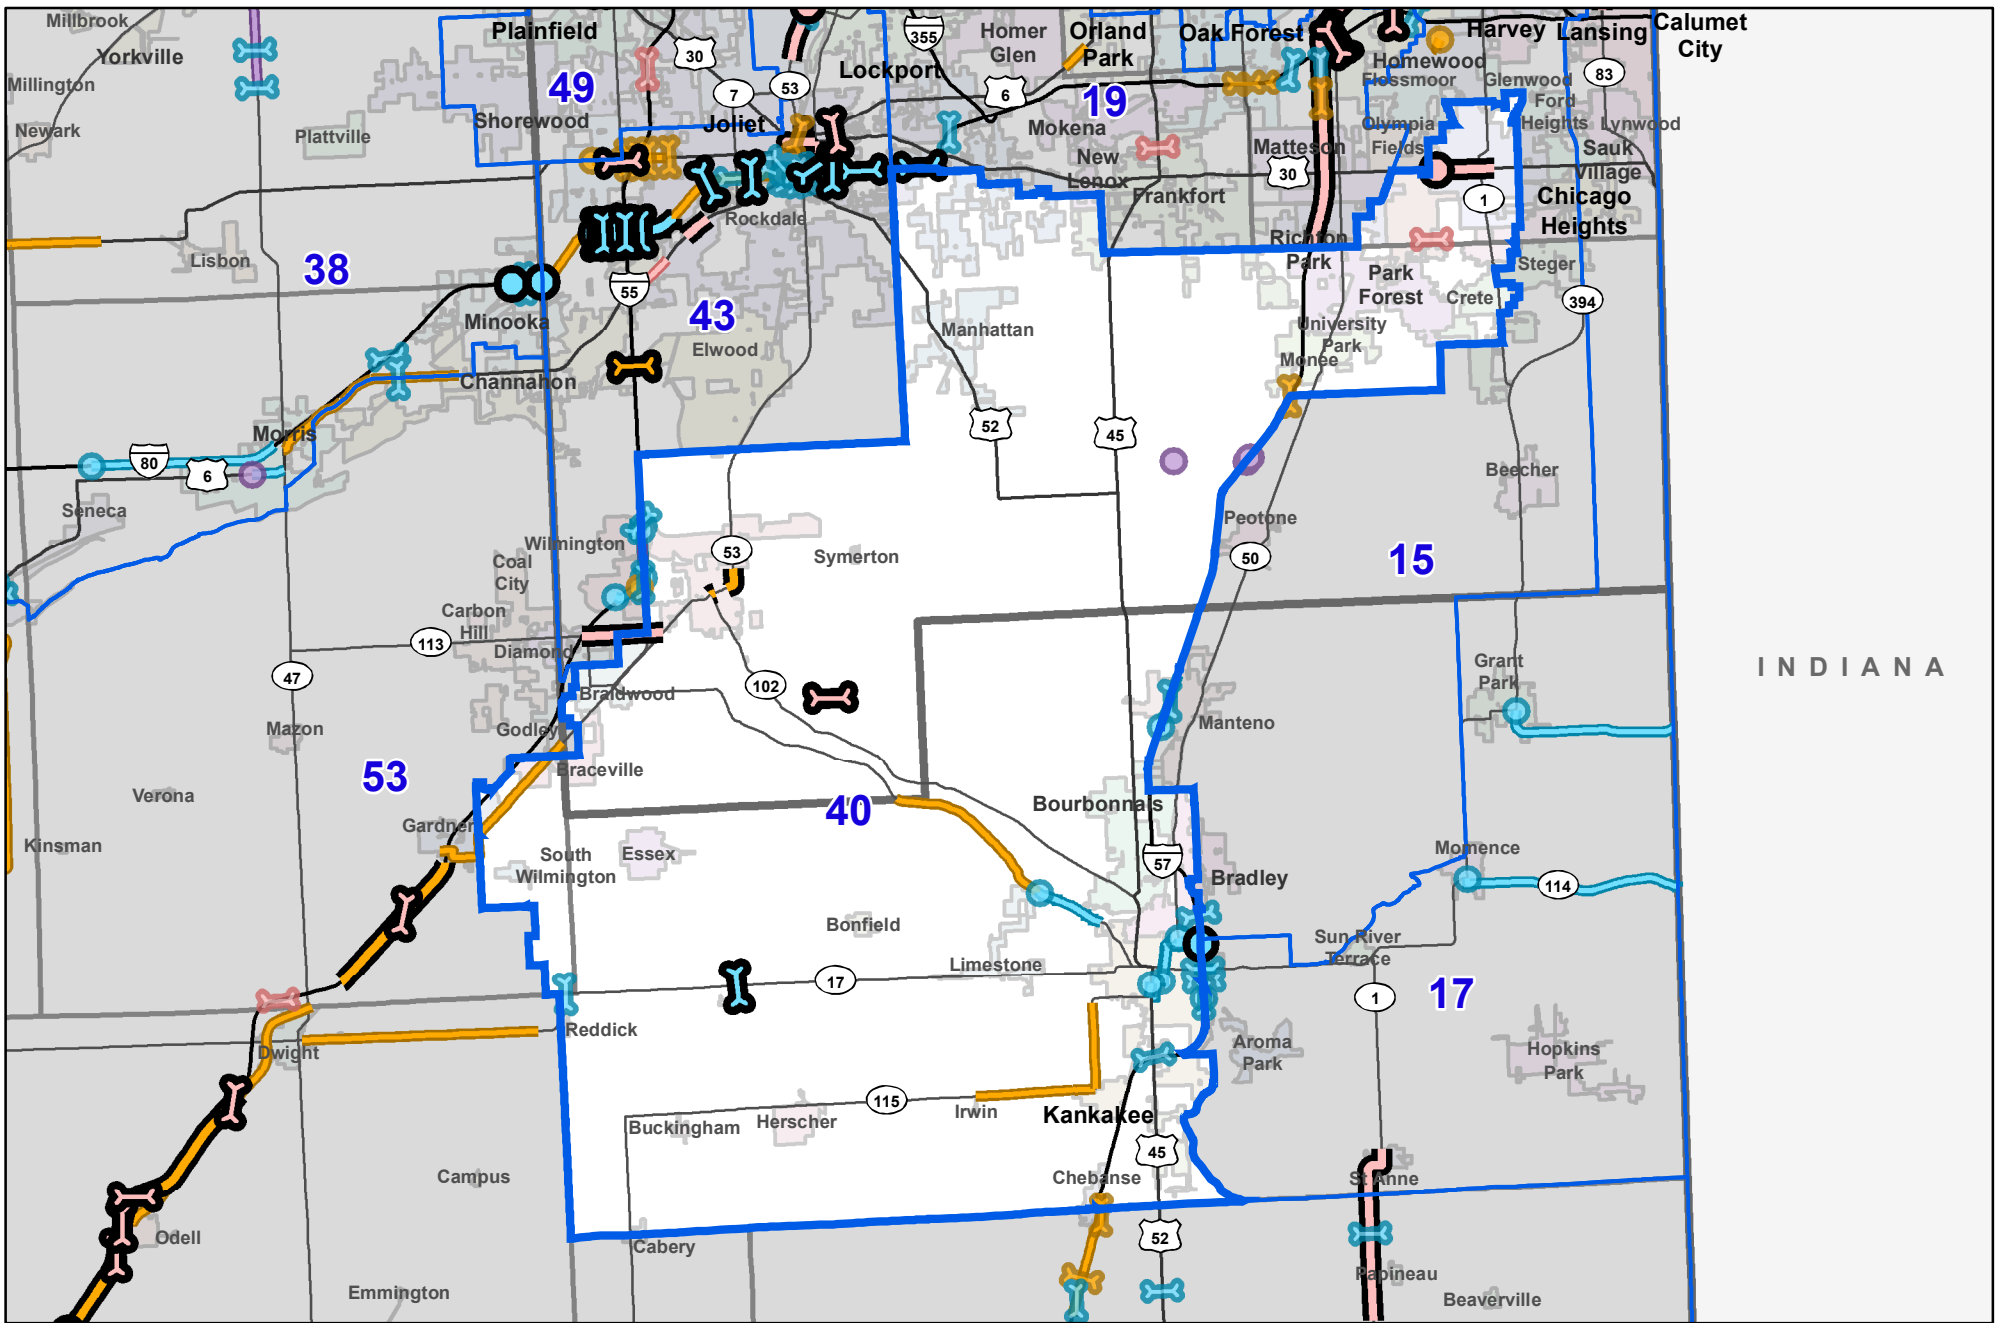 Millbrook
Yorkville
Millington
Newark
Plattville
Plainfield
49
Shorewood
30
7
53
Joliet
355
Lockport
Homer
Glen
6
Orland
Park
19
Mokena
New
Lenox
Frankfort
Oak Forest
Matteson
30
Harvey
Lansing
Calumet
City
Homewood
Flossmoor
Glenwood
Ford
Heights
83
Lynwood
Olympia
Fields
Sauk
Village
Chicago
Heights
1
Rockdale
Lisbon
38
55
43
Minooka
Elwood
Channahon
Manhattan
Richton
Park
Park
Forest
Steger
Crete
394
University
Park
Monee
52
45
Morris
80
6
Seneca
Beecher
Peotone
50
15
Wilmington
Coal
City
53
Symerton
Carbon
Hill
113
Diamond
47
Braidwood
102
Grant
Park
INDIANA
Mazon
Godley
Manteno
Braceville
53
Verona
40
Bourbonnais
Gardner
Kinsman
South
Wilmington
Essex
57
Bradley
Momence
114
Bonfield
Limestone
17
Sun River
Terrace
17
1
Reddick
Dwight
Aroma
Park
Hopkins
Park
115
Irwin
Kankakee
Buckingham
Herscher
45
Campus
Chebanse
St Anne
Odell
Cabery
52
Papineau
Emmington
Beaverville